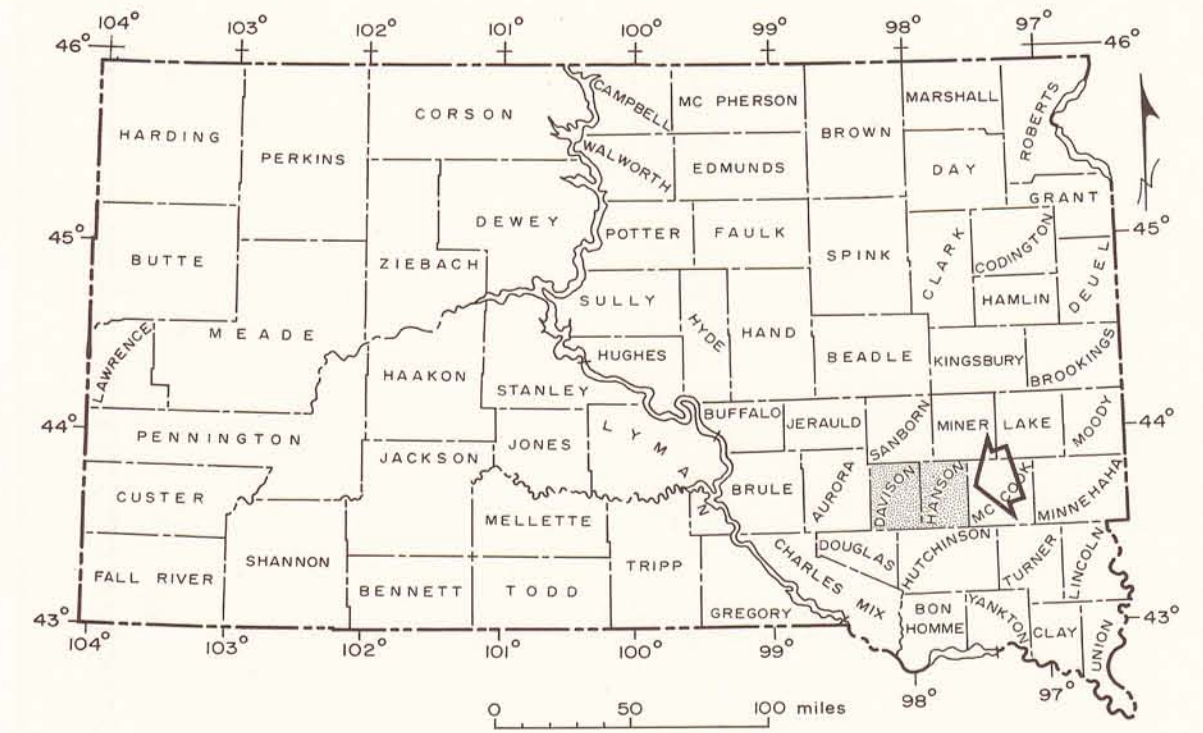 104° 103° 102° 101° 100° 99° 98° 97°
46° 46°
HARDING
PERKINS
CORSON
CAMPBELL
MC PHERSON
BROWN
MARSHALL
ROBERTS
WALWORTH
EDMUNDS
DAY
N
GRANT
DEWEY
POTTER
FAULK
45° 45°
BUTTE
ZIEBACH
SPINK
CLARK
CODINGTON
DEUEL
SULLY
HYDE
HAND
HAMLIN
MEADE
LAWRENCE
HAAKON
STANLEY
HUGHES
BEADLE
KINGSBURY
BROOKINGS
44° 44°
PENNINGTON
JACKSON
JONES
LYMAN
BUFFALO
JERAULD
SANBORN
MINER
LAKE
MOODY
CUSTER
MELLETTE
BRULE
AURORA
DAVISON
HANSON
MC COOK
MINNEHAHA
FALL RIVER
SHANNON
BENNETT
TODD
TRIPP
GREGORY
CHARLES MIX
DOUGLAS
HUTCHINSON
TURNER
LINCOLN
43° 43°
BON
HOMME
YANKTON
CLAY
UNION
104° 103° 102° 101° 100° 99° 98° 97°
0 50 100 miles